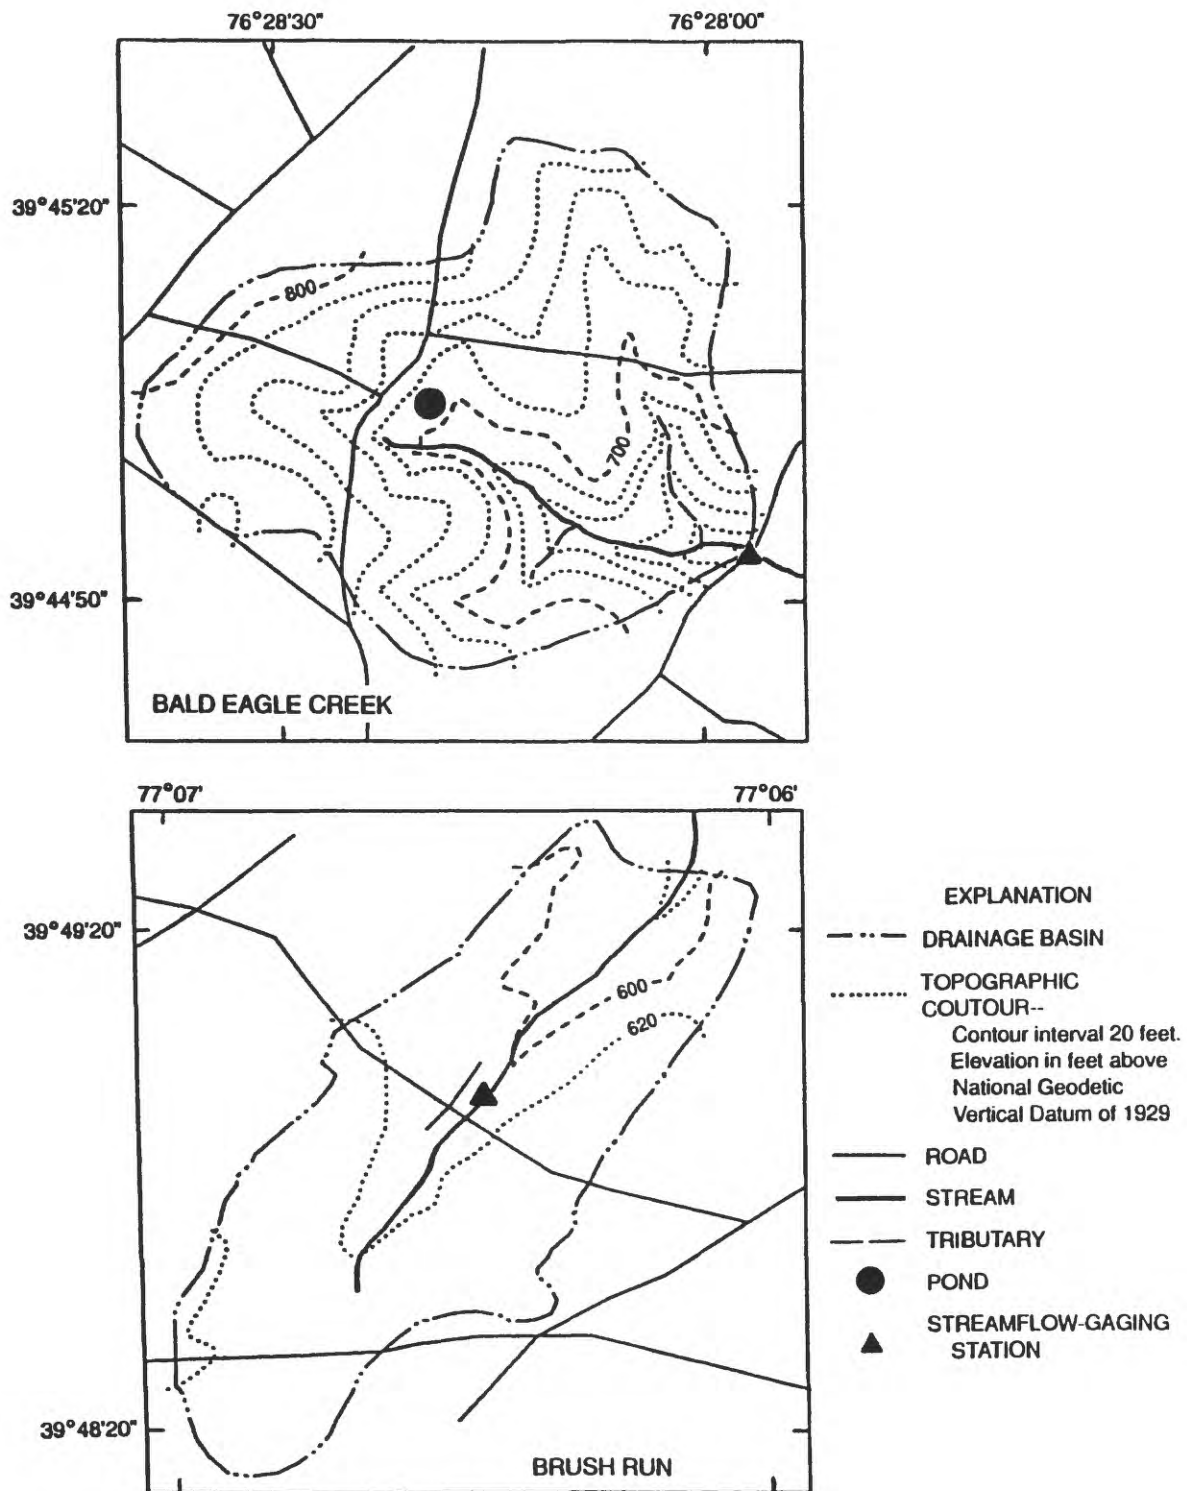 76°28'30"
76°28'00"
39°45'20"
800
700
39°44'50"
BALD EAGLE CREEK
77°07'
77°06'
39°49'20"
600
620
39°48'20"
BRUSH RUN
EXPLANATION
DRAINAGE BASIN
TOPOGRAPHIC
COUTOUR--
Contour interval 20 feet.
Elevation in feet above
National Geodetic
Vertical Datum of 1929
ROAD
STREAM
TRIBUTARY
POND
STREAMFLOW-GAGING
STATION